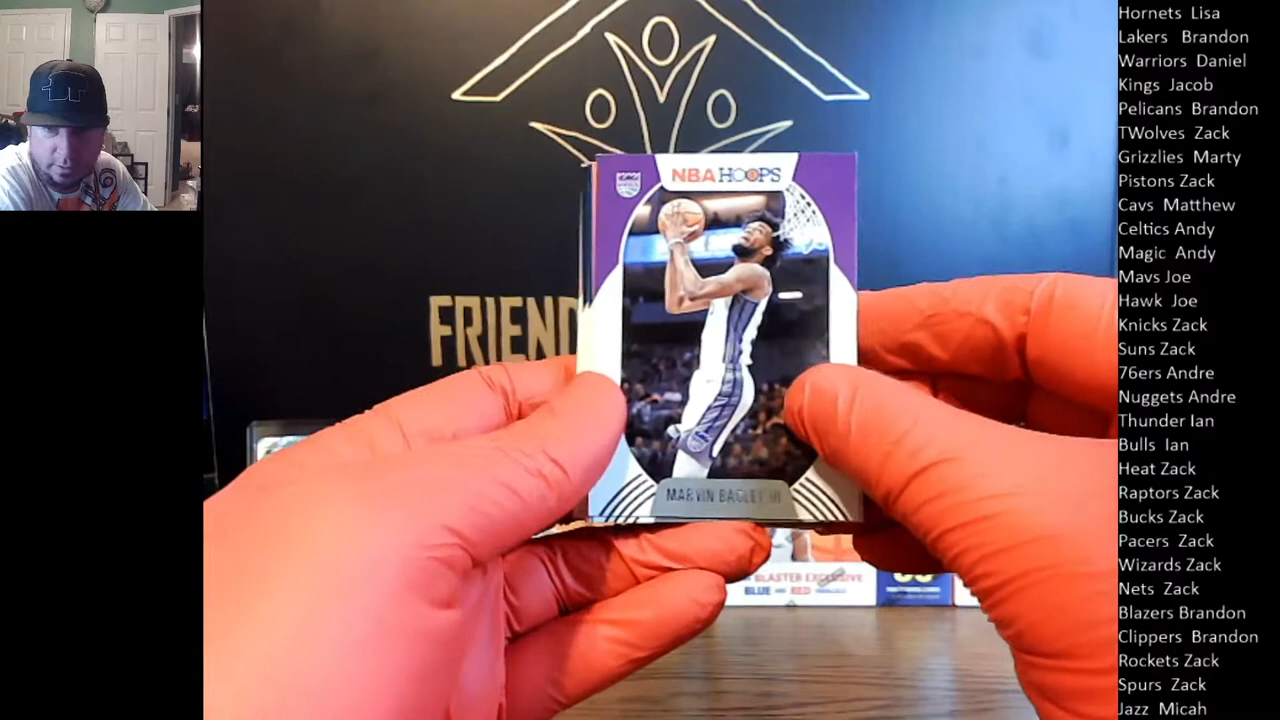 NBA HOOPS
FRIEND
MARVIN BAGLEY III
BLASTER EXCLUSIVE
BLUE AND RED
Hornets Lisa
Lakers Brandon
Warriors Daniel
Kings Jacob
Pelicans Brandon
TWolves Zack
Grizzlies Marty
Pistons Zack
Cavs Matthew
Celtics Andy
Magic Andy
Mavs Joe
Hawk Joe
Knicks Zack
Suns Zack
76ers Andre
Nuggets Andre
Thunder Ian
Bulls Ian
Heat Zack
Raptors Zack
Bucks Zack
Pacers Zack
Wizards Zack
Nets Zack
Blazers Brandon
Clippers Brandon
Rockets Zack
Spurs Zack
Jazz Micah